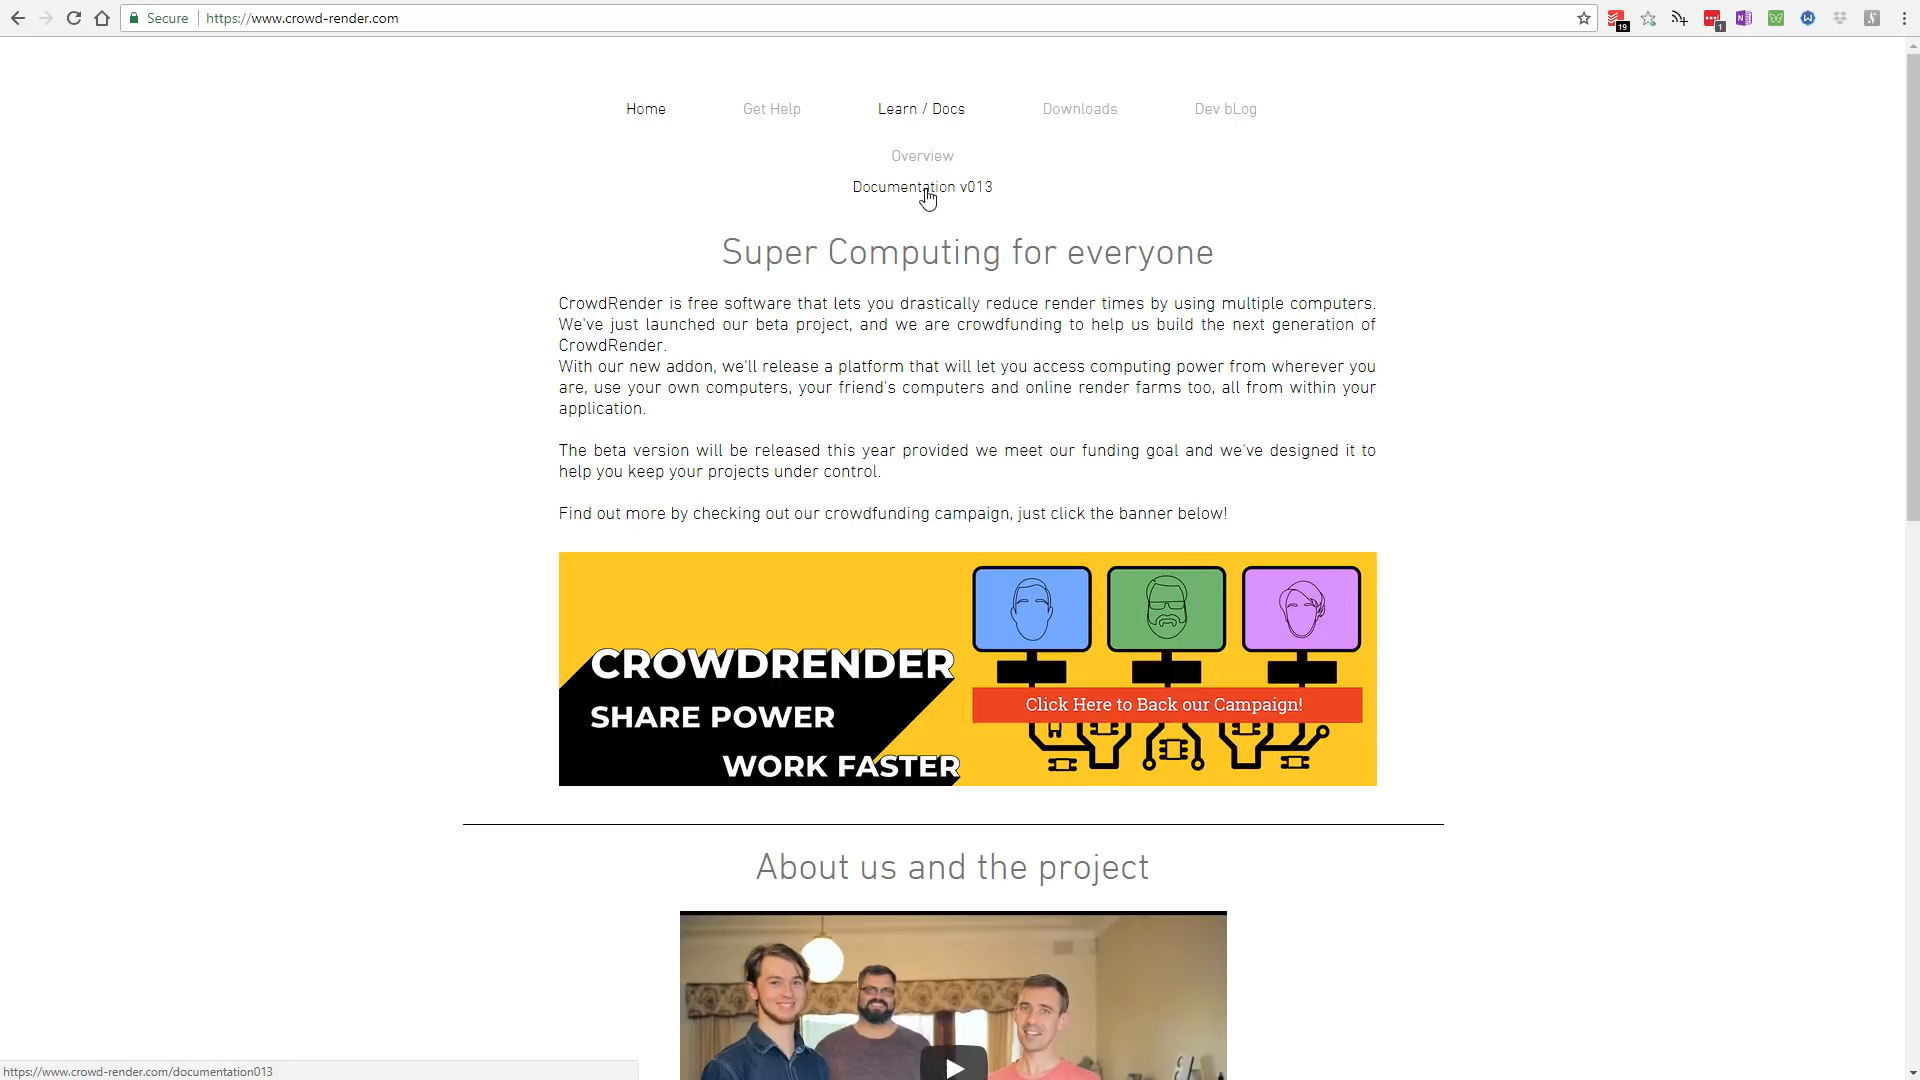 Secure https://www.crowd-render.com
19
1
Home Get Help Learn / Docs Downloads Dev bLog
Overview
Documentation v013
Super Computing for everyone
CrowdRender is free software that lets you drastically reduce render times by using multiple computers.
We've just launched our beta project, and we are crowdfunding to help us build the next generation of
CrowdRender.
With our new addon, we'll release a platform that will let you access computing power from wherever you
are, use your own computers, your friend's computers and online render farms too, all from within your
application.
The beta version will be released this year provided we meet our funding goal and we've designed it to
help you keep your projects under control.
Find out more by checking out our crowdfunding campaign, just click the banner below!
CROWDRENDER
SHARE POWER
WORK FASTER
Click Here to Back our Campaign!
About us and the project
https://www.crowd-render.com/documentation013